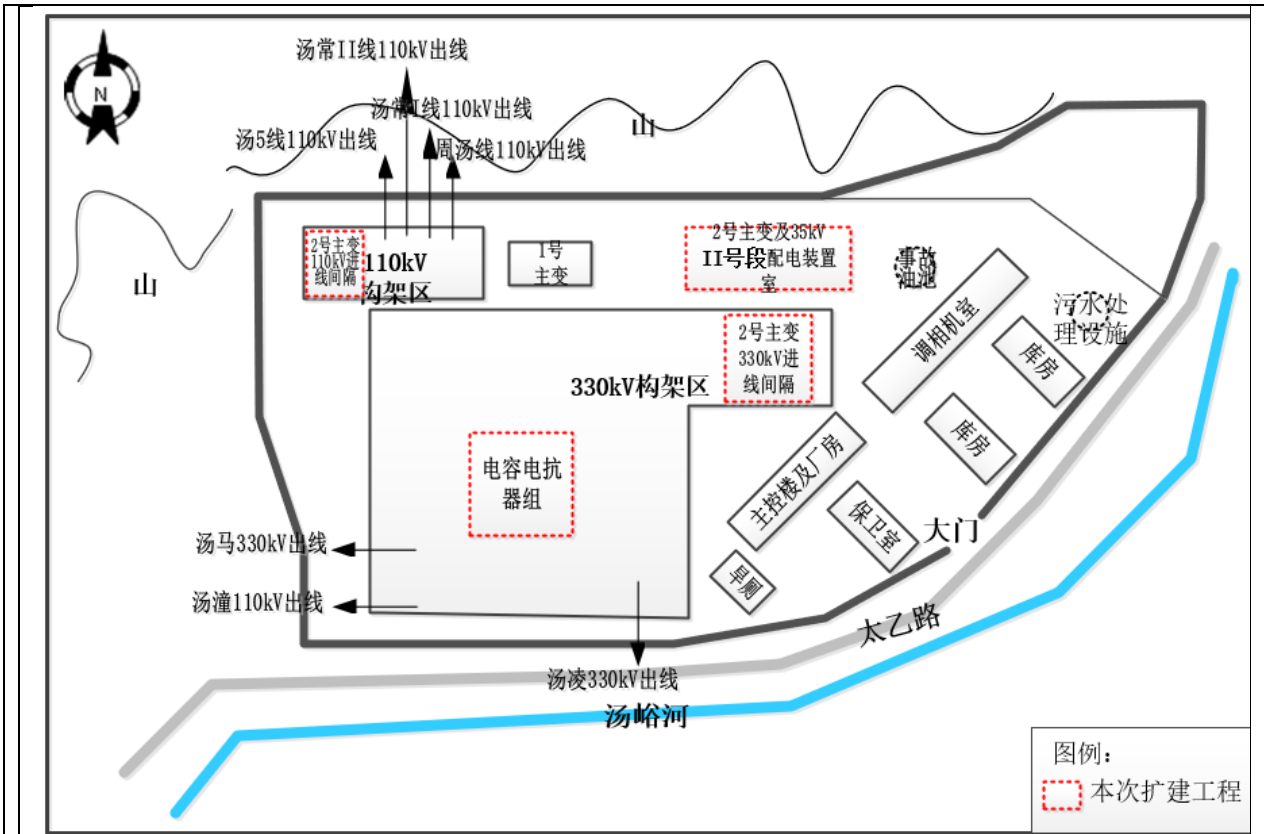 汤常II线110kV出线
N
汤常I线110kV出线
山
汤5线110kV出线
周汤线110kV出线
2号主变
110kV进
线间隔
110kV
构架区
1号
主变
2号主变及35kV
II号段配电装置
室
事故
油池
山
污水处
理设施
调相机室
库房
2号主变
330kV进
线间隔
330kV构架区
库房
电容电抗
器组
主控楼及厂房
保卫室
大门
汤马330kV出线
旱厕
汤潼110kV出线
太乙路
汤凌330kV出线
汤峪河
图例：
本次扩建工程